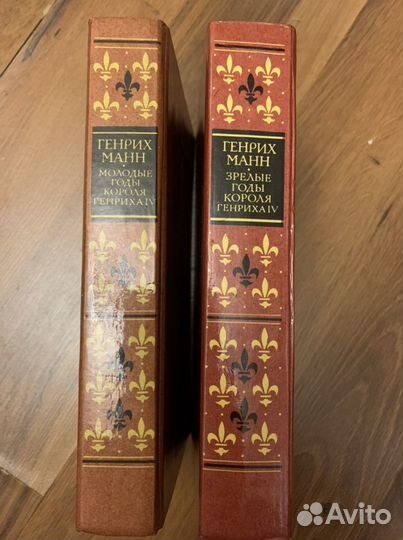 ГЕНРИХ
МАНН
МОЛОДЫЕ
ГОДЫ
КОРОЛЯ
ГЕНРИХА IV
ГЕНРИХ
МАНН
ЗРЕЛЫЕ
ГОДЫ
КОРОЛЯ
ГЕНРИХА IV
Avito